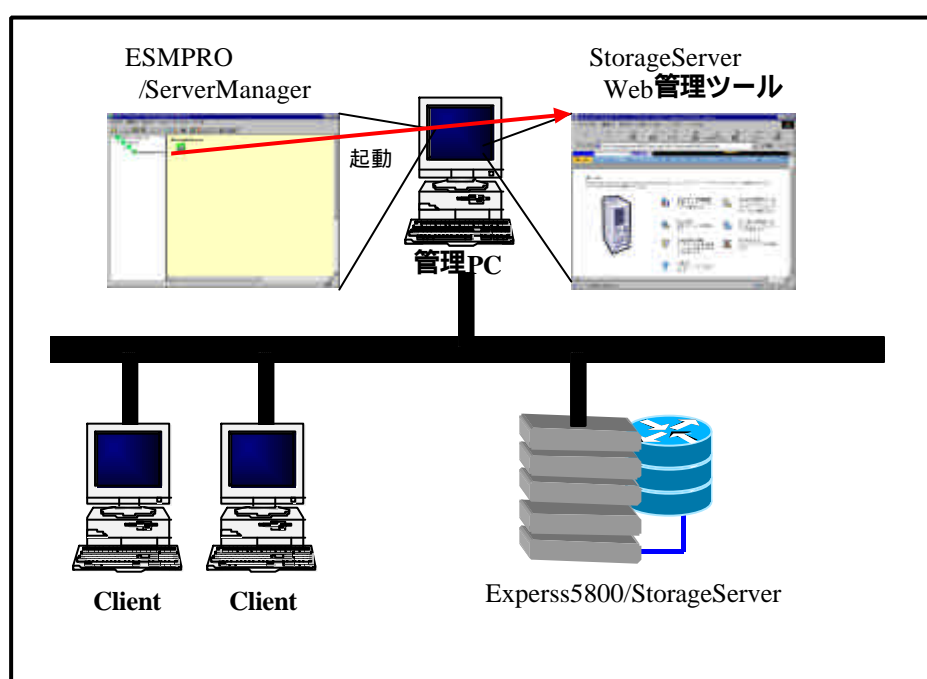 ESMPRO
/ServerManager
StorageServer
Web管理ツール
起動
管理PC
Client
Client
Experss5800/StorageServer